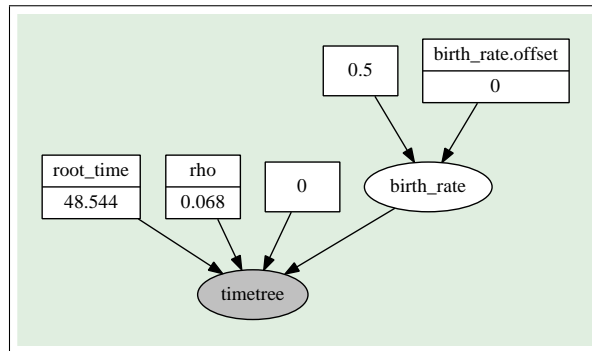 birth_rate.offset
0.5
0
root_time
rho
48.544
0.068
0
birth_rate
timetree